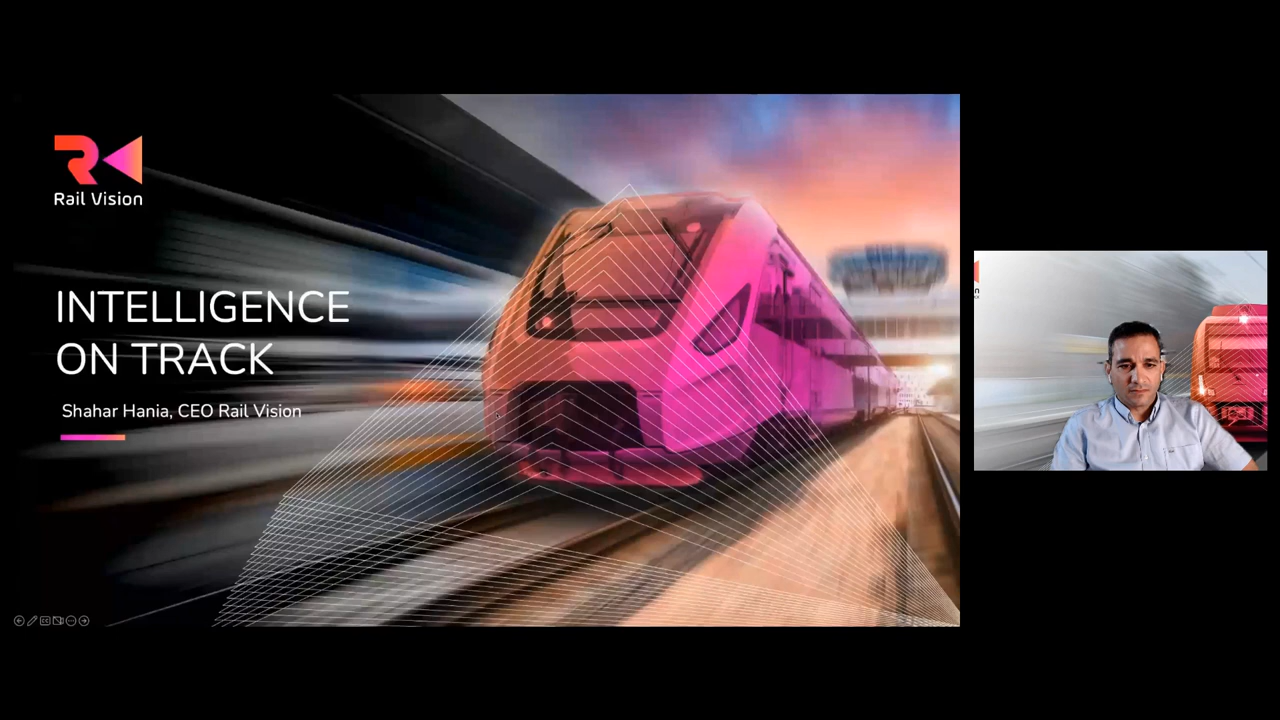 Rail Vision
INTELLIGENCE
ON TRACK
Shahar Hania, CEO Rail Vision